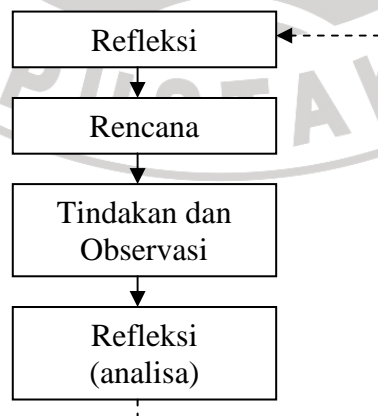 Refleksi
Rencana
Tindakan dan
Observasi
Refleksi
(analisa)